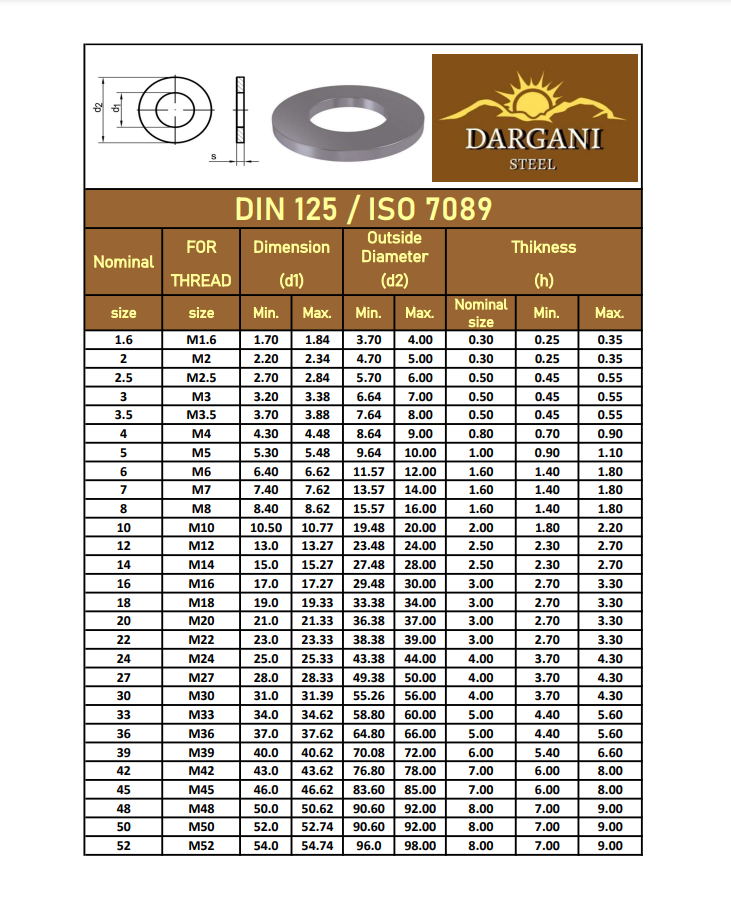 d2
d1
s
DARGANI
STEEL
DIN 125 / ISO 7089
Nominal FOR THREAD Dimension (d1) Outside Diameter (d2) Thikness (h)
size size Min. Max. Min. Max. Nominal size Min. Max.
1.6 M1.6 1.70 1.84 3.70 4.00 0.30 0.25 0.35
2 M2 2.20 2.34 4.70 5.00 0.30 0.25 0.35
2.5 M2.5 2.70 2.84 5.70 6.00 0.50 0.45 0.55
3 M3 3.20 3.38 6.64 7.00 0.50 0.45 0.55
3.5 M3.5 3.70 3.88 7.64 8.00 0.50 0.45 0.55
4 M4 4.30 4.48 8.64 9.00 0.80 0.70 0.90
5 M5 5.30 5.48 9.64 10.00 1.00 0.90 1.10
6 M6 6.40 6.62 11.57 12.00 1.60 1.40 1.80
7 M7 7.40 7.62 13.57 14.00 1.60 1.40 1.80
8 M8 8.40 8.62 15.57 16.00 1.60 1.40 1.80
10 M10 10.50 10.77 19.48 20.00 2.00 1.80 2.20
12 M12 13.0 13.27 23.48 24.00 2.50 2.30 2.70
14 M14 15.0 15.27 27.48 28.00 2.50 2.30 2.70
16 M16 17.0 17.27 29.48 30.00 3.00 2.70 3.30
18 M18 19.0 19.33 33.38 34.00 3.00 2.70 3.30
20 M20 21.0 21.33 36.38 37.00 3.00 2.70 3.30
22 M22 23.0 23.33 38.38 39.00 3.00 2.70 3.30
24 M24 25.0 25.33 43.38 44.00 4.00 3.70 4.30
27 M27 28.0 28.33 49.38 50.00 4.00 3.70 4.30
30 M30 31.0 31.39 55.26 56.00 4.00 3.70 4.30
33 M33 34.0 34.62 58.80 60.00 5.00 4.40 5.60
36 M36 37.0 37.62 64.80 66.00 5.00 4.40 5.60
39 M39 40.0 40.62 70.08 72.00 6.00 5.40 6.60
42 M42 43.0 43.62 76.80 78.00 7.00 6.00 8.00
45 M45 46.0 46.62 83.60 85.00 7.00 6.00 8.00
48 M48 50.0 50.62 90.60 92.00 8.00 7.00 9.00
50 M50 52.0 52.74 90.60 92.00 8.00 7.00 9.00
52 M52 54.0 54.74 96.0 98.00 8.00 7.00 9.00